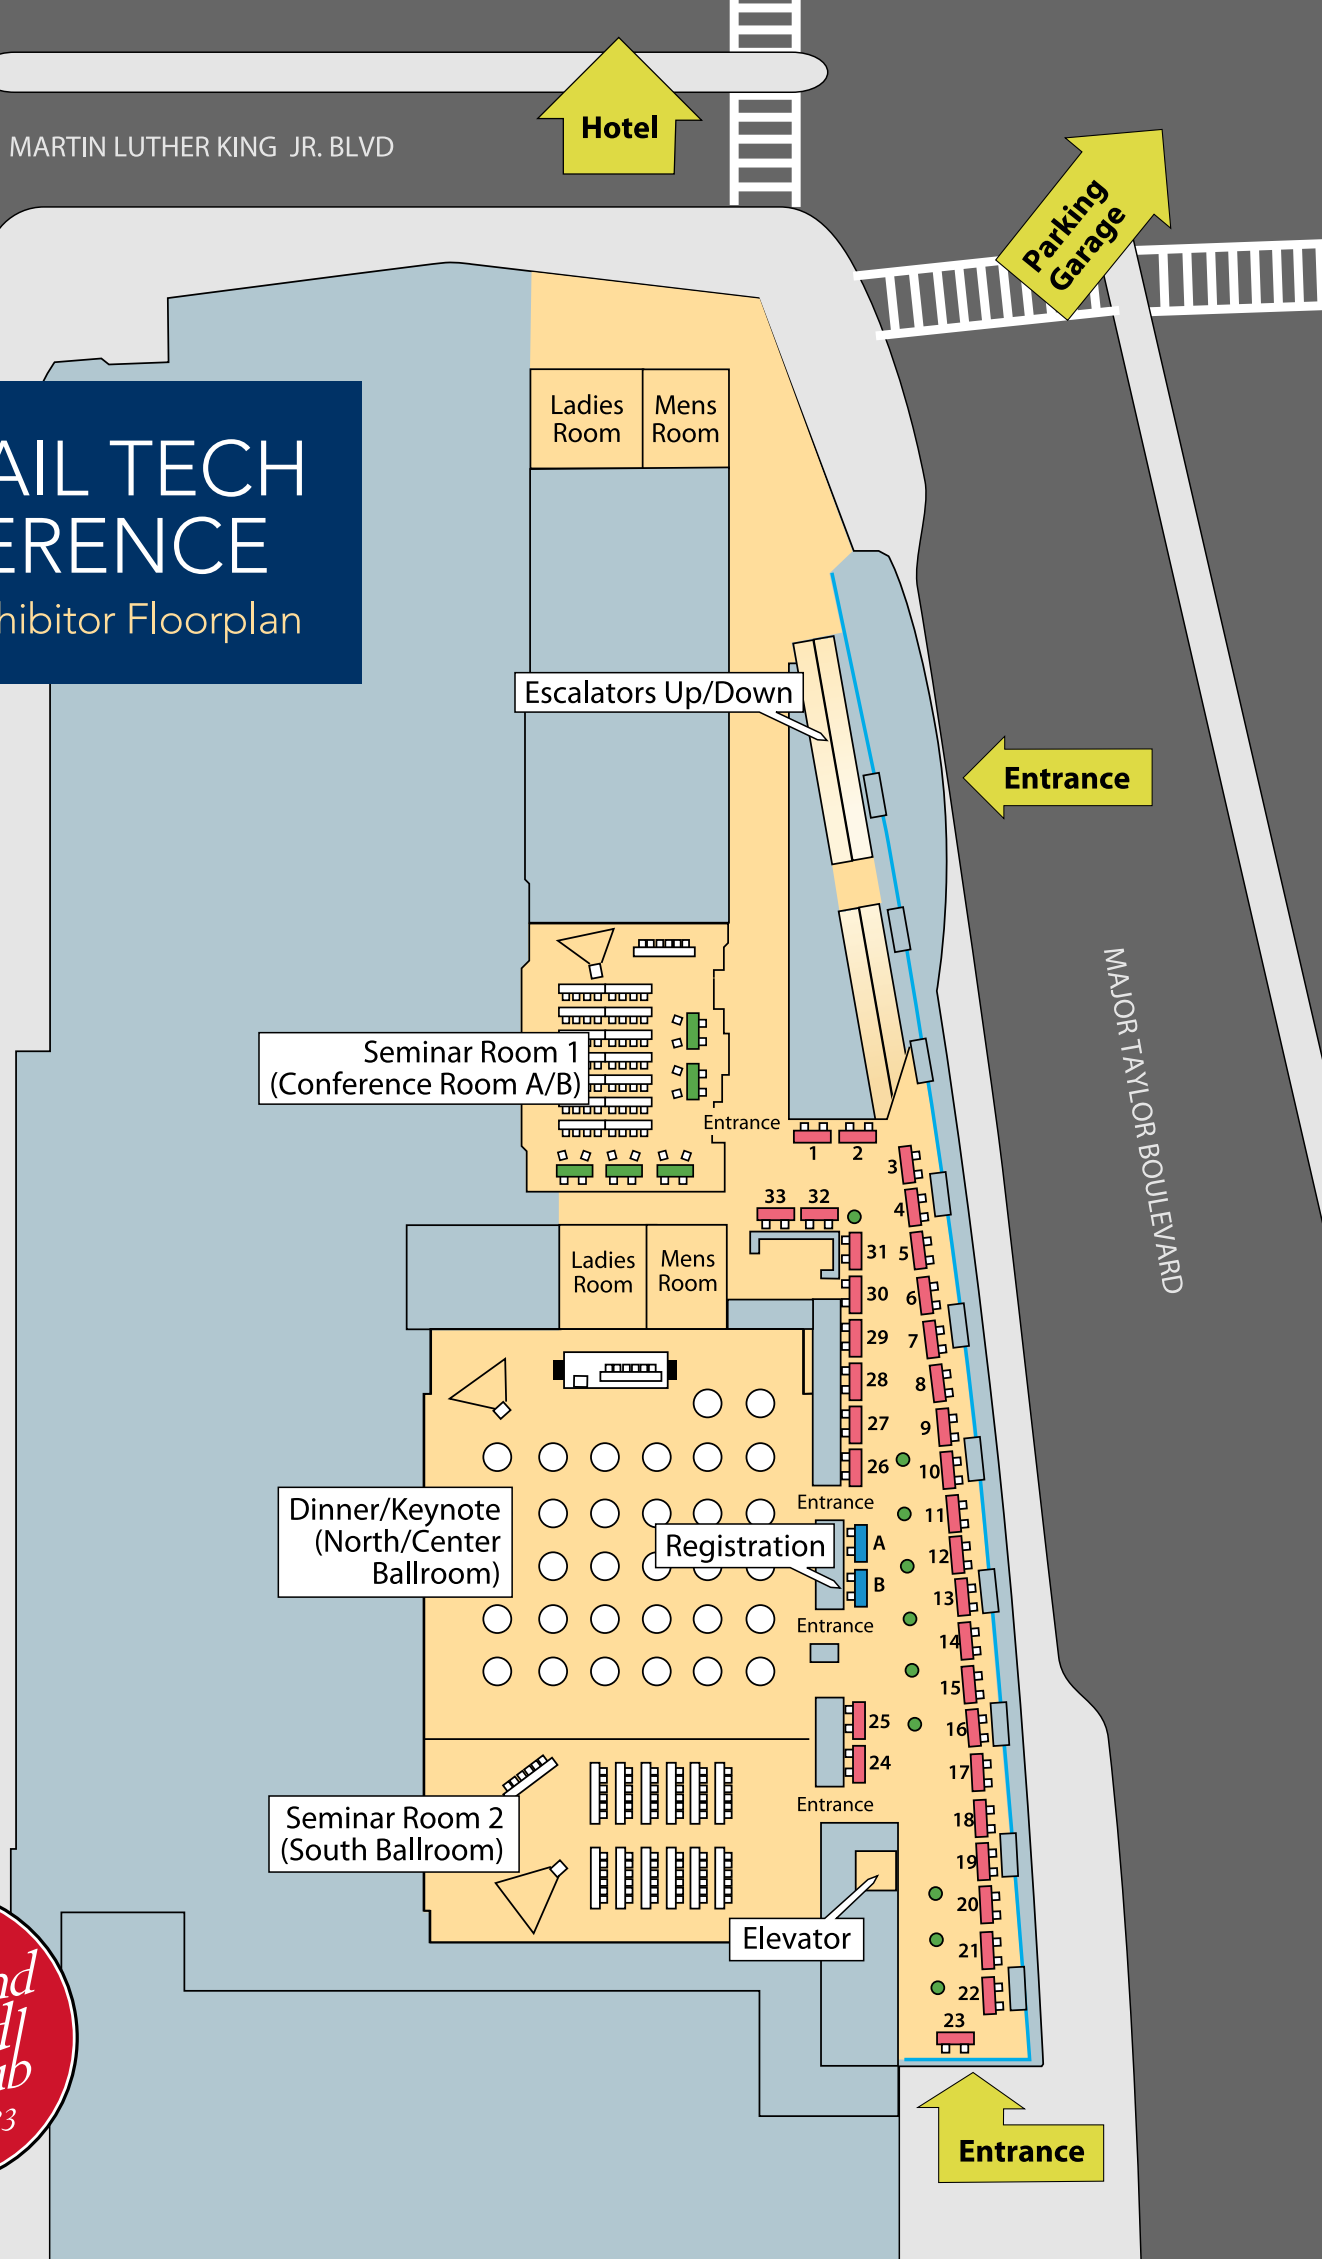 Hotel
MARTIN LUTHER KING JR. BLVD
Parking
Garage
Ladies
Room
Mens
Room
TECH
Floorplan
Escalators Up/Down
Entrance
MAJOR TAYLOR BOULEVARD
Seminar Room 1
(Conference Room A/B)
Entrance
1
2
3
33
32
4
31
5
Ladies
Room
Mens
Room
30
6
29
7
28
8
27
9
26
10
Entrance
11
Dinner/Keynote
(North/Center
Ballroom)
Registration
A
12
B
13
Entrance
14
15
25
16
24
17
Entrance
Seminar Room 2
(South Ballroom)
18
19
20
Elevator
21
22
23
Entrance